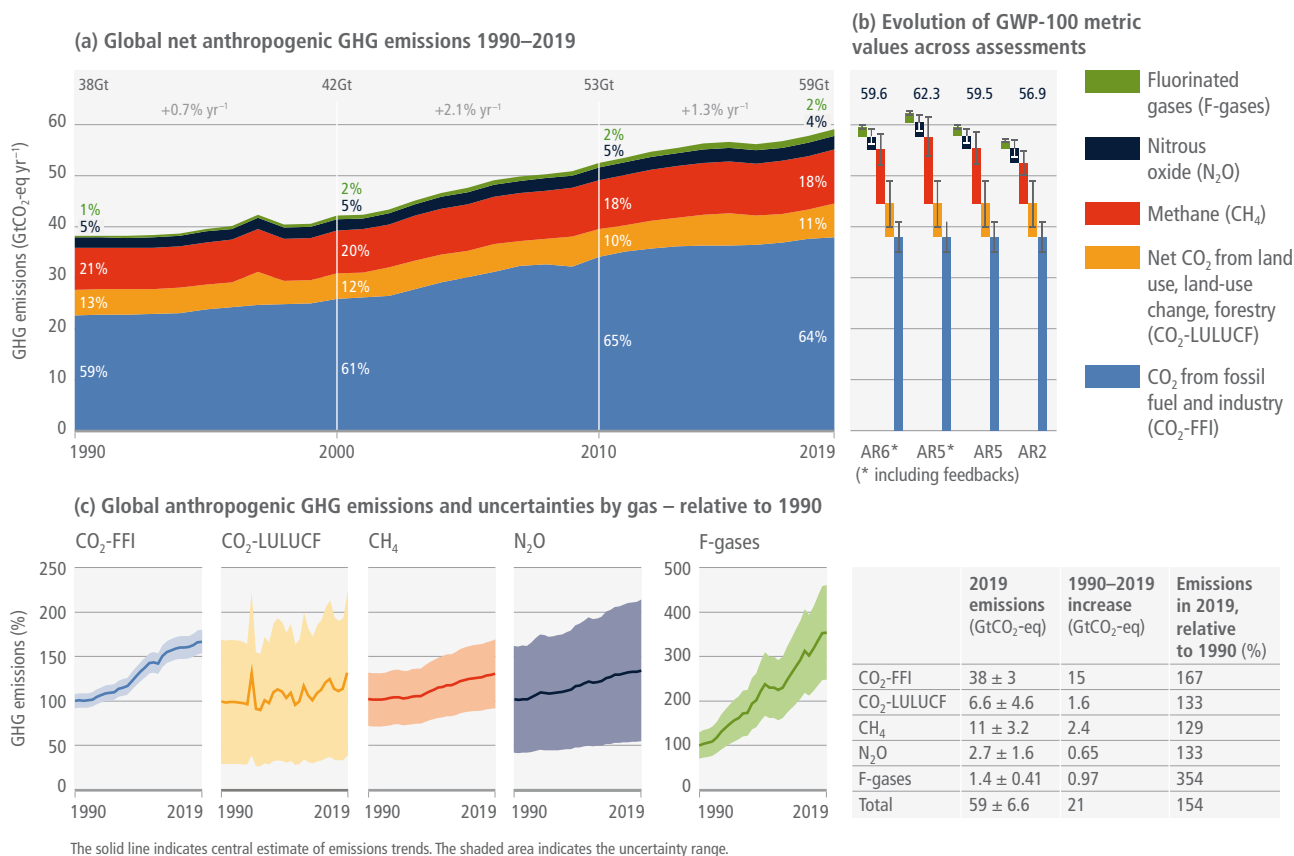 (a) Global net anthropogenic GHG emissions 1990–2019
38Gt
42Gt
53Gt
59Gt
+0.7% yr⁻¹
+2.1% yr⁻¹
+1.3% yr⁻¹
GHG emissions (GtCO₂-eq yr⁻¹)
60
50
40
30
20
10
0
1%
5%
21%
13%
59%
2%
5%
20%
12%
61%
2%
5%
18%
10%
65%
2%
4%
18%
11%
64%
1990
2000
2010
2019
(b) Evolution of GWP-100 metric
values across assessments
59.6
62.3
59.5
56.9
AR6*
AR5*
AR5
AR2
(* including feedbacks)
Fluorinated
gases (F-gases)
Nitrous
oxide (N₂O)
Methane (CH₄)
Net CO₂ from land
use, land-use
change, forestry
(CO₂-LULUCF)
CO₂ from fossil
fuel and industry
(CO₂-FFI)
(c) Global anthropogenic GHG emissions and uncertainties by gas – relative to 1990
GHG emissions (%)
CO₂-FFI
CO₂-LULUCF
CH₄
N₂O
F-gases
250
200
150
100
50
0
500
400
300
200
100
0
1990 2019
1990 2019
1990 2019
1990 2019
1990 2019
2019 emissions (GtCO₂-eq) 1990–2019 increase (GtCO₂-eq) Emissions in 2019, relative to 1990 (%)
CO₂-FFI 38 ± 3 15 167
CO₂-LULUCF 6.6 ± 4.6 1.6 133
CH₄ 11 ± 3.2 2.4 129
N₂O 2.7 ± 1.6 0.65 133
F-gases 1.4 ± 0.41 0.97 354
Total 59 ± 6.6 21 154
The solid line indicates central estimate of emissions trends. The shaded area indicates the uncertainty range.